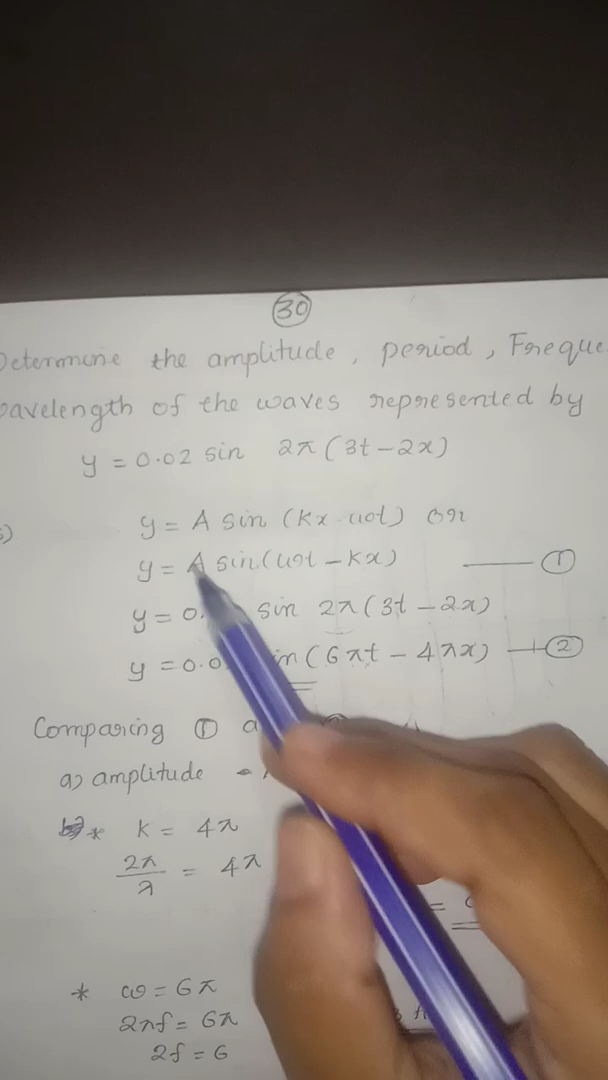 30
Determine the amplitude, period,
wavelength of the waves represented by
y = 0.02 sin 2π(3t-2x)
y = A sin (Kx-ωt) or
y = A sin(ωt-kx) ①
y = 0. sin 2π(3t-2x)
y = 0.0 in(6πt-4πx) ②
Comparing ①
a) amplitude
* k = 4π
2π/λ = 4π
* ω = 6π
2πf = 6π
2f = 6